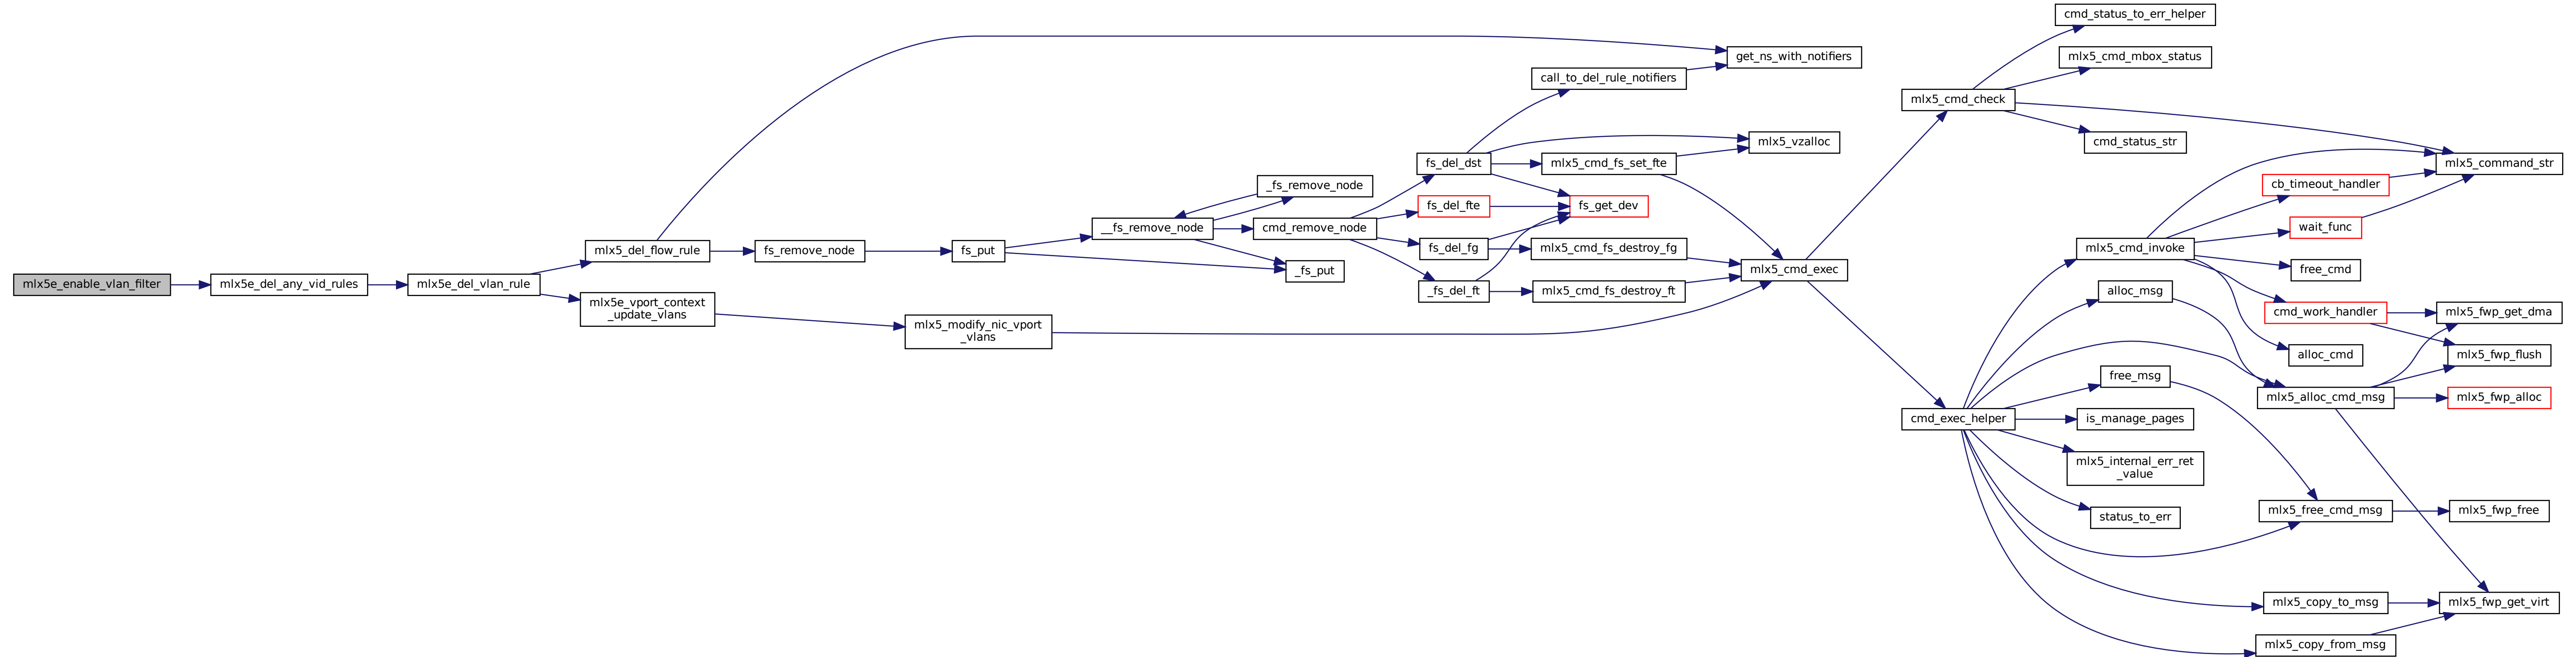 mlx5e_enable_vlan_filter
mlx5e_del_any_vid_rules
mlx5e_del_vlan_rule
mlx5_del_flow_rule
mlx5e_vport_context
_update_vlans
fs_remove_node
fs_put
mlx5_modify_nic_vport
_vlans
__fs_remove_node
_fs_remove_node
_fs_put
cmd_remove_node
fs_del_dst
fs_del_fte
fs_del_fg
_fs_del_ft
call_to_del_rule_notifiers
mlx5_cmd_fs_set_fte
fs_get_dev
mlx5_cmd_fs_destroy_fg
mlx5_cmd_fs_destroy_ft
get_ns_with_notifiers
mlx5_vzalloc
mlx5_cmd_exec
mlx5_cmd_check
cmd_exec_helper
cmd_status_to_err_helper
mlx5_cmd_mbox_status
cmd_status_str
mlx5_cmd_invoke
alloc_msg
free_msg
is_manage_pages
mlx5_internal_err_ret
_value
status_to_err
cb_timeout_handler
wait_func
free_cmd
cmd_work_handler
alloc_cmd
mlx5_alloc_cmd_msg
mlx5_free_cmd_msg
mlx5_copy_to_msg
mlx5_copy_from_msg
mlx5_command_str
mlx5_fwp_get_dma
mlx5_fwp_flush
mlx5_fwp_alloc
mlx5_fwp_free
mlx5_fwp_get_virt